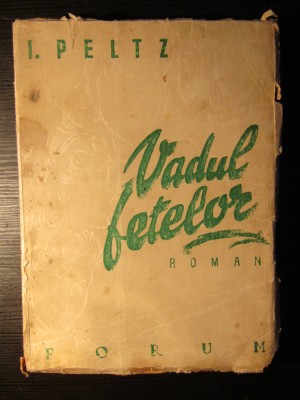 I. PELTZ
Vadul
fetelor
ROMAN
FORUM